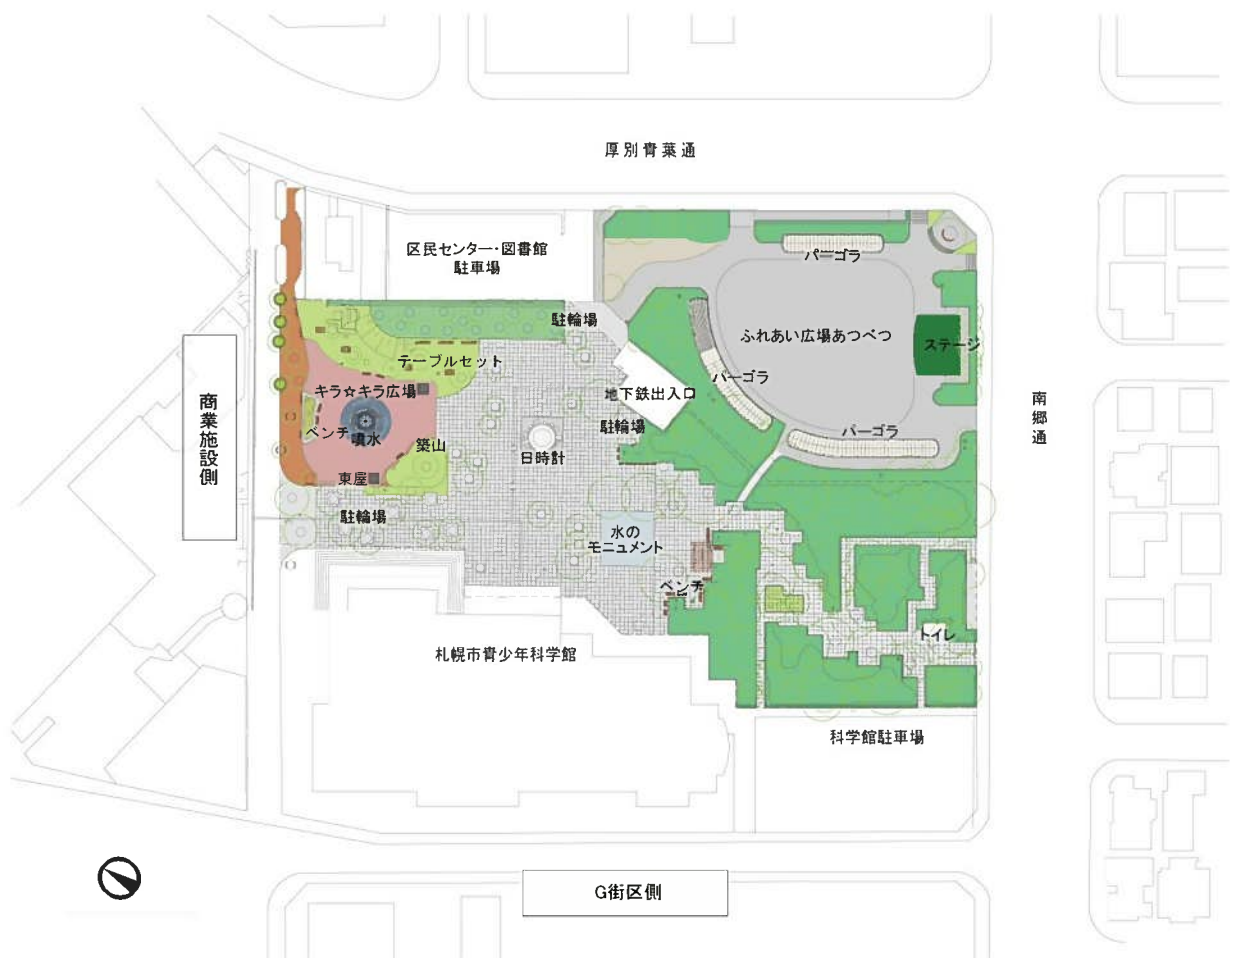 厚別青葉通
区民センター・図書館
駐車場
パーゴラ
駐輪場
ふれあい広場あつべつ
ステージ
テーブルセット
パーゴラ
キラ☆キラ広場
地下鉄出入口
商業施設側
南郷通
ベンチ
噴水
築山
駐輪場
パーゴラ
日時計
東屋
駐輪場
水の
モニュメント
ベンチ
トイレ
札幌市青少年科学館
科学館駐車場
G街区側